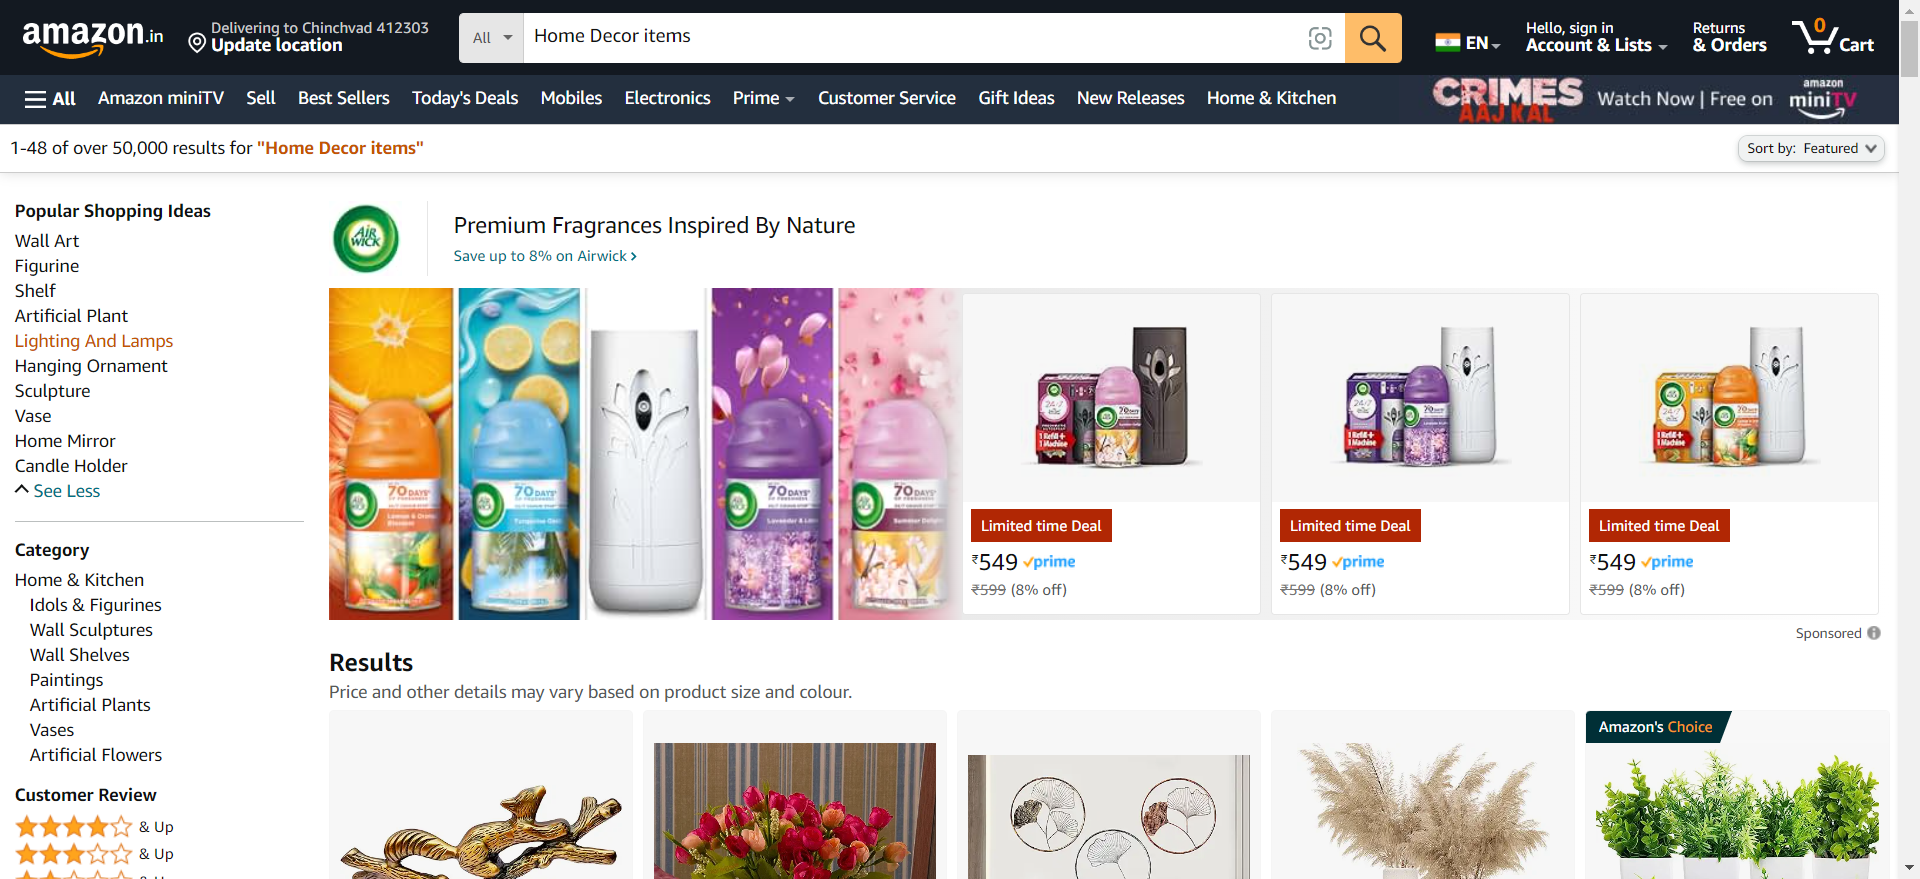 amazon.in
Delivering to Chinchvad 412303
Update location
All
Home Decor items
EN
Hello, sign in
Account & Lists
Returns
& Orders
0
Cart
All
Amazon miniTV
Sell
Best Sellers
Today's Deals
Mobiles
Electronics
Prime
Customer Service
Gift Ideas
New Releases
Home & Kitchen
CRIMES
AAJ KAL
Watch Now | Free on
amazon
miniTV
1-48 of over 50,000 results for "Home Decor items"
Sort by: Featured
Popular Shopping Ideas
Wall Art
Figurine
Shelf
Artificial Plant
Lighting And Lamps
Hanging Ornament
Sculpture
Vase
Home Mirror
Candle Holder
See Less
Category
Home & Kitchen
Idols & Figurines
Wall Sculptures
Wall Shelves
Paintings
Artificial Plants
Vases
Artificial Flowers
Customer Review
& Up
& Up
AIR
WICK
Premium Fragrances Inspired By Nature
Save up to 8% on Airwick
70 DAYS
70 DAYS
70 DAYS
70 DAYS
Limited time Deal
₹549 prime
₹599 (8% off)
Limited time Deal
₹549 prime
₹599 (8% off)
Limited time Deal
₹549 prime
₹599 (8% off)
Sponsored
Results
Price and other details may vary based on product size and colour.
Amazon's Choice